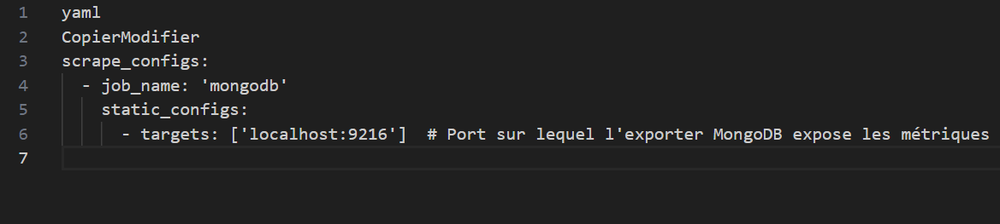 1 yaml
2 CopierModifier
3 scrape_configs:
4   - job_name: 'mongodb'
5     static_configs:
6       - targets: ['localhost:9216']  # Port sur lequel l'exporter MongoDB expose les métriques
7